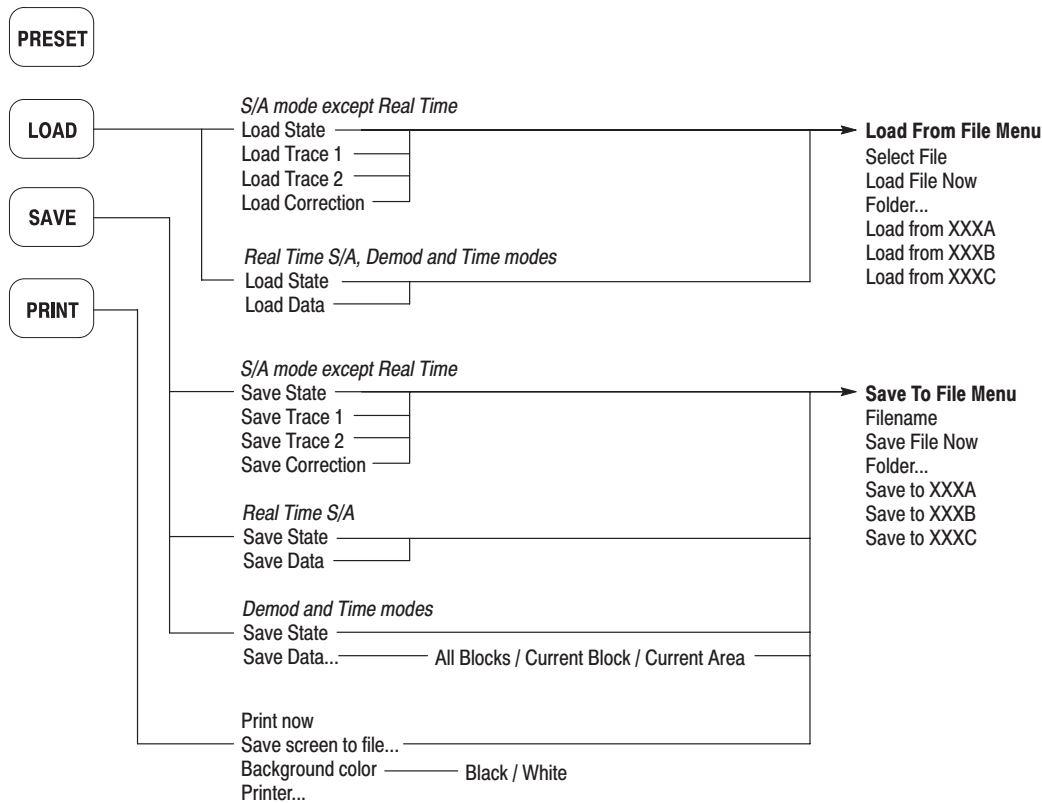 PRESET
LOAD
SAVE
PRINT
S/A mode except Real Time
Load State
Load Trace 1
Load Trace 2
Load Correction
Real Time S/A, Demod and Time modes
Load State
Load Data
Load From File Menu
Select File
Load File Now
Folder...
Load from XXXA
Load from XXXB
Load from XXXC
S/A mode except Real Time
Save State
Save Trace 1
Save Trace 2
Save Correction
Real Time S/A
Save State
Save Data
Demod and Time modes
Save State
Save Data... All Blocks / Current Block / Current Area
Save To File Menu
Filename
Save File Now
Folder...
Save to XXXA
Save to XXXB
Save to XXXC
Print now
Save screen to file...
Background color Black / White
Printer...